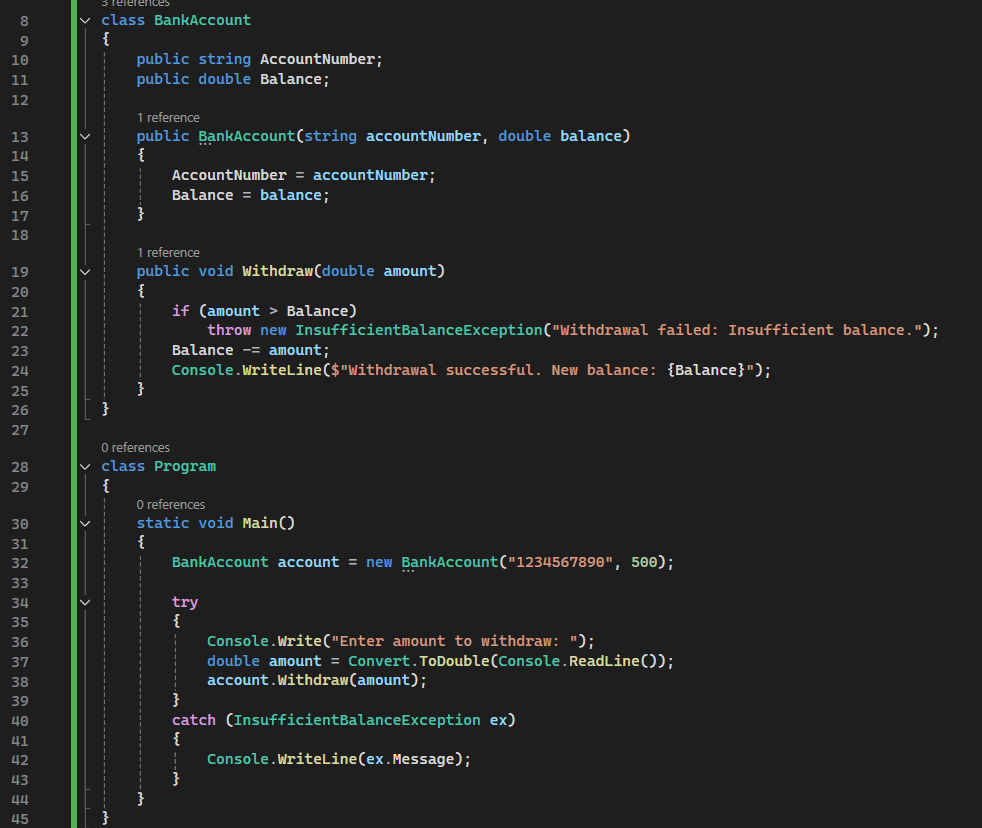 3 references
8 class BankAccount
9 {
10 public string AccountNumber;
11 public double Balance;
12
1 reference
13 public BankAccount(string accountNumber, double balance)
14 {
15 AccountNumber = accountNumber;
16 Balance = balance;
17 }
18
1 reference
19 public void Withdraw(double amount)
20 {
21 if (amount > Balance)
22 throw new InsufficientBalanceException("Withdrawal failed: Insufficient balance.");
23 Balance -= amount;
24 Console.WriteLine($"Withdrawal successful. New balance: {Balance}");
25 }
26 }
27
0 references
28 class Program
29 {
0 references
30 static void Main()
31 {
32 BankAccount account = new BankAccount("1234567890", 500);
33
34 try
35 {
36 Console.Write("Enter amount to withdraw: ");
37 double amount = Convert.ToDouble(Console.ReadLine());
38 account.Withdraw(amount);
39 }
40 catch (InsufficientBalanceException ex)
41 {
42 Console.WriteLine(ex.Message);
43 }
44 }
45 }